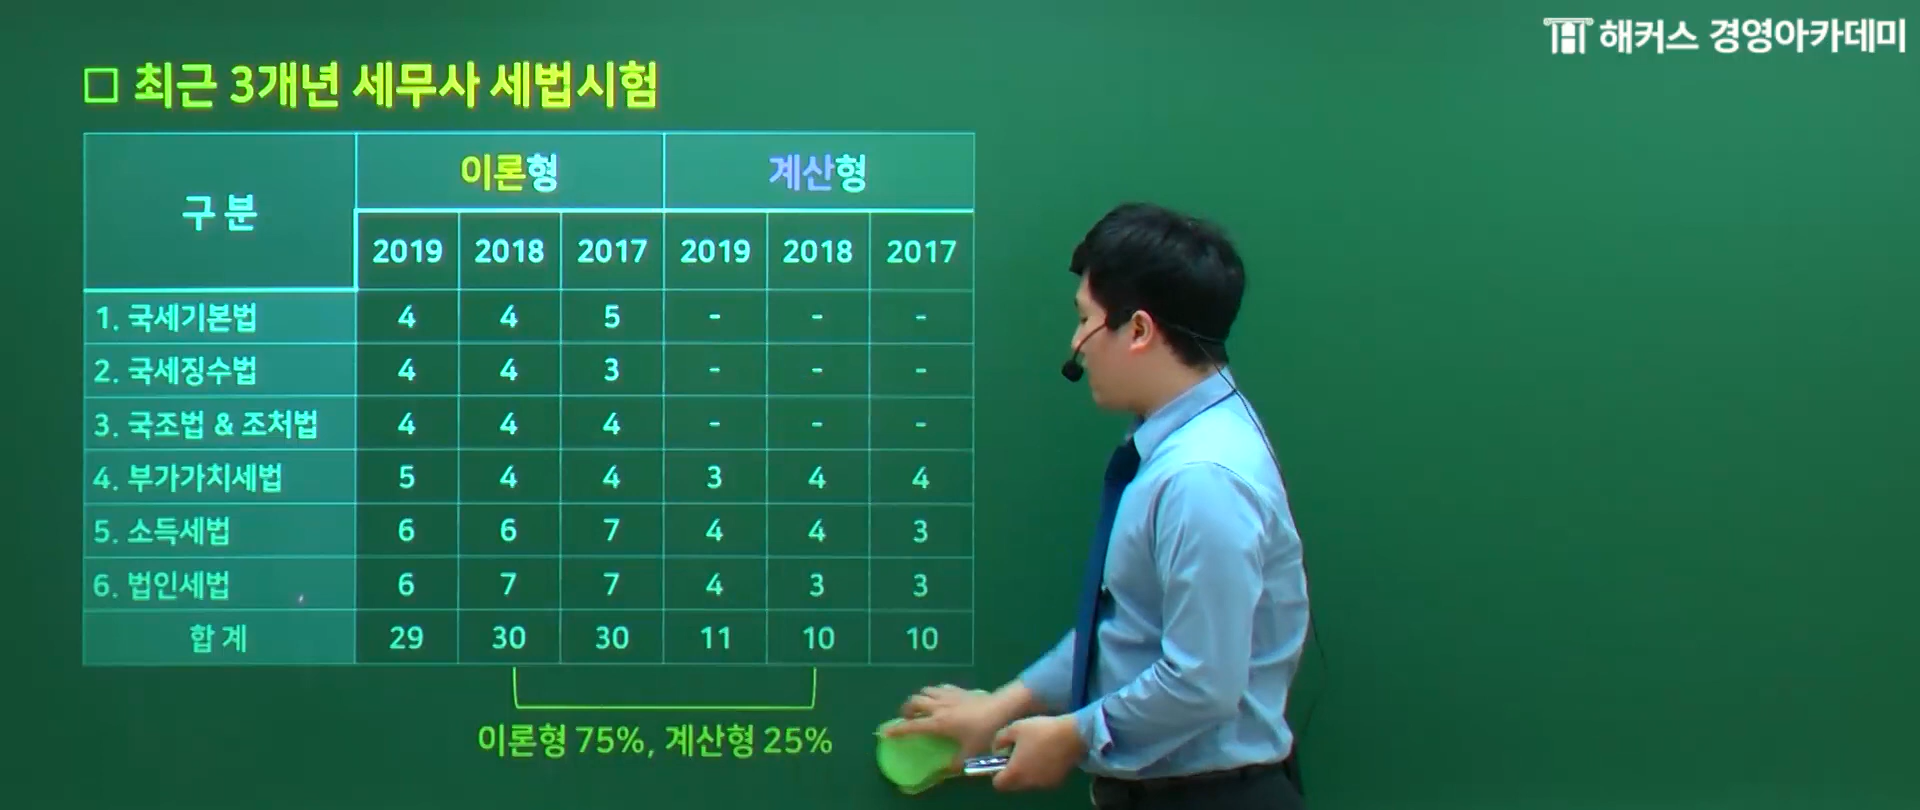 해커스 경영아카데미
□ 최근 3개년 세무사 세법시험
구 분 이론형 계산형
2019 2018 2017 2019 2018 2017
1. 국세기본법 4 4 5 - - -
2. 국세징수법 4 4 3 - - -
3. 국조법 & 조처법 4 4 4 - - -
4. 부가가치세법 5 4 4 3 4 4
5. 소득세법 6 6 7 4 4 3
6. 법인세법 6 7 7 4 3 3
합 계 29 30 30 11 10 10
이론형 75%, 계산형 25%